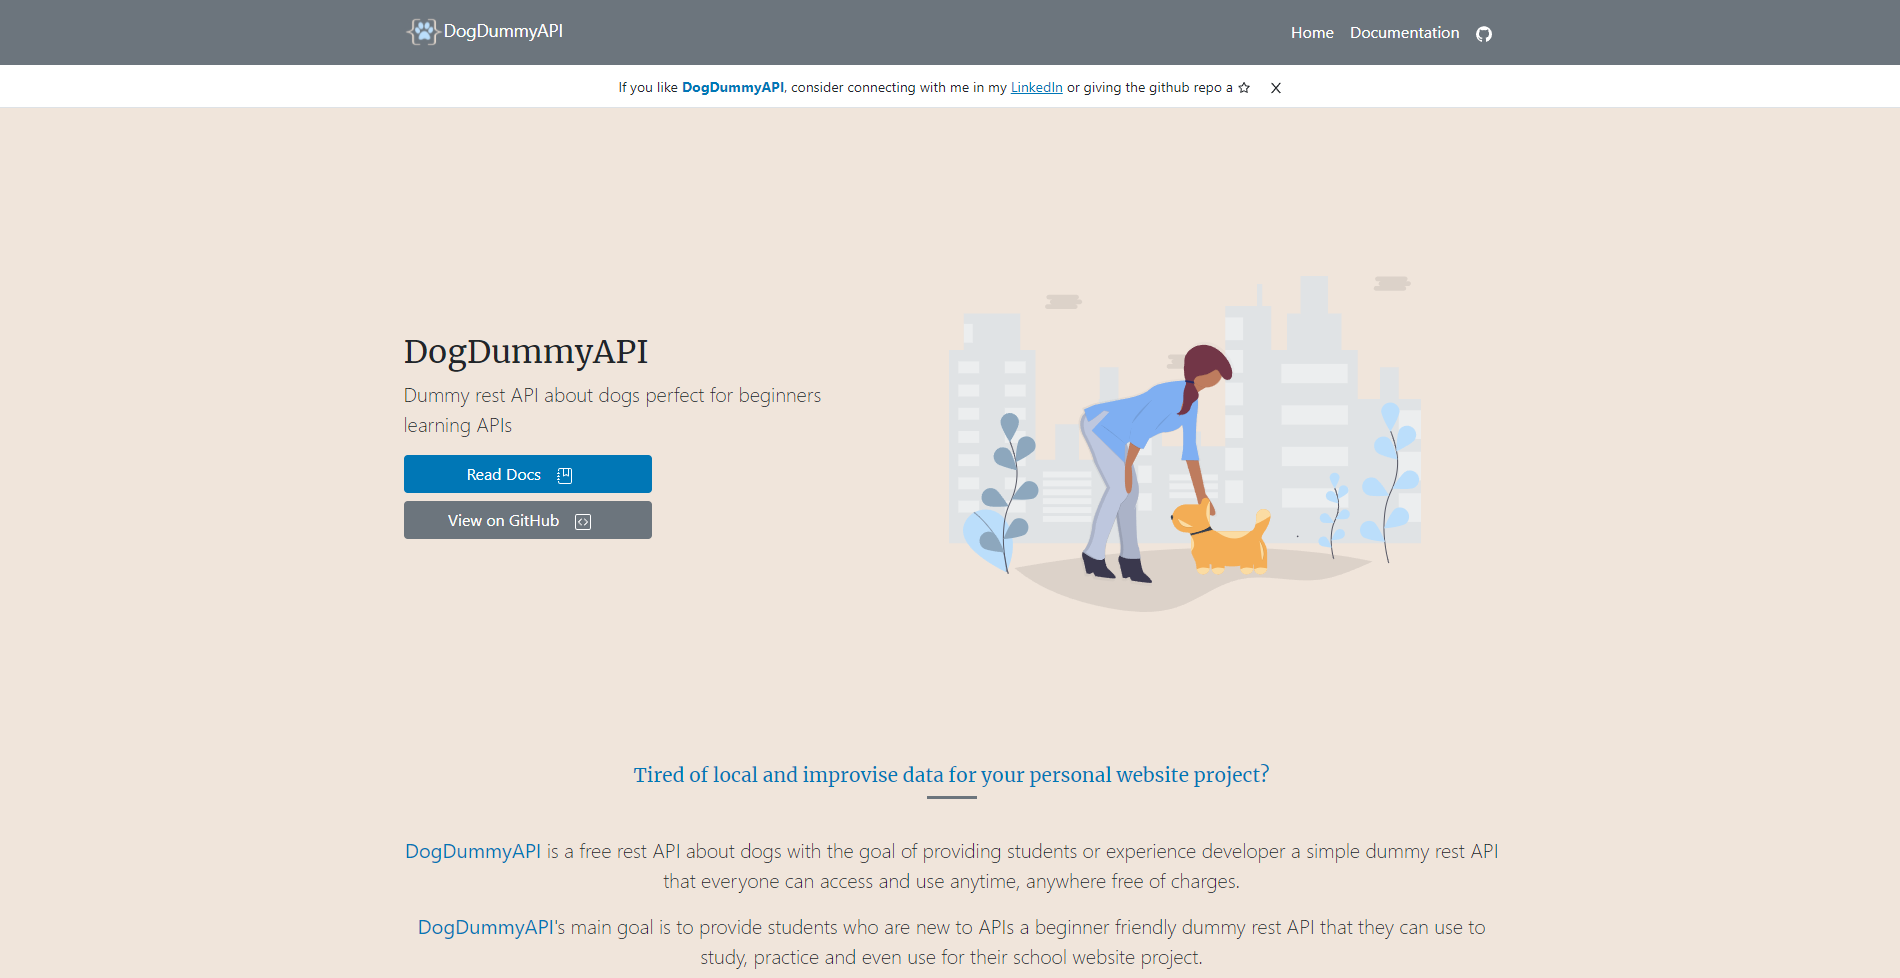 DogDummyAPI
Home Documentation
If you like DogDummyAPI, consider connecting with me in my LinkedIn or giving the github repo a
DogDummyAPI
Dummy rest API about dogs perfect for beginners
learning APIs
Read Docs
View on GitHub
Tired of local and improvise data for your personal website project?
DogDummyAPI is a free rest API about dogs with the goal of providing students or experience developer a simple dummy rest API
that everyone can access and use anytime, anywhere free of charges.
DogDummyAPI's main goal is to provide students who are new to APIs a beginner friendly dummy rest API that they can use to
study, practice and even use for their school website project.